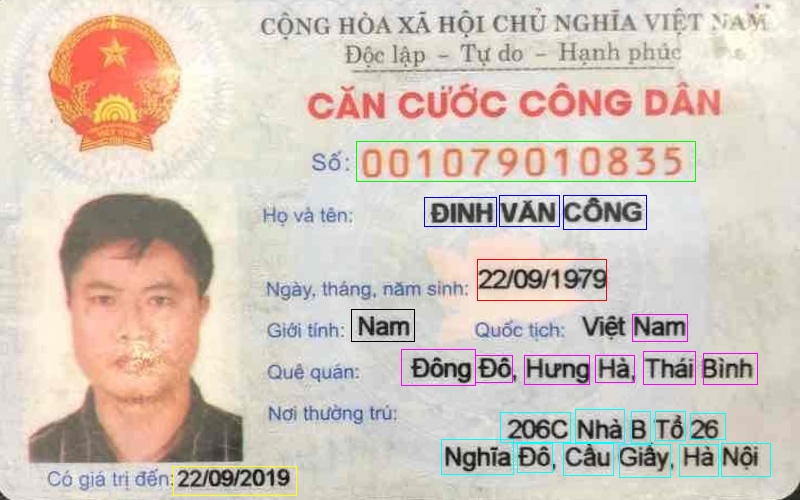 CỘNG HÒA XÃ HỘI CHỦ NGHĨA VIỆT NAM
Độc lập - Tự do - Hạnh phúc
CĂN CƯỚC CÔNG DÂN
Số: 001079010835
Họ và tên: ĐINH VĂN CÔNG
Ngày, tháng, năm sinh: 22/09/1979
Giới tính: Nam Quốc tịch: Việt Nam
Quê quán: Đông Đô, Hưng Hà, Thái Bình
Nơi thường trú: 206C Nhà B Tổ 26
Nghĩa Đô, Cầu Giấy, Hà Nội
Có giá trị đến: 22/09/2019